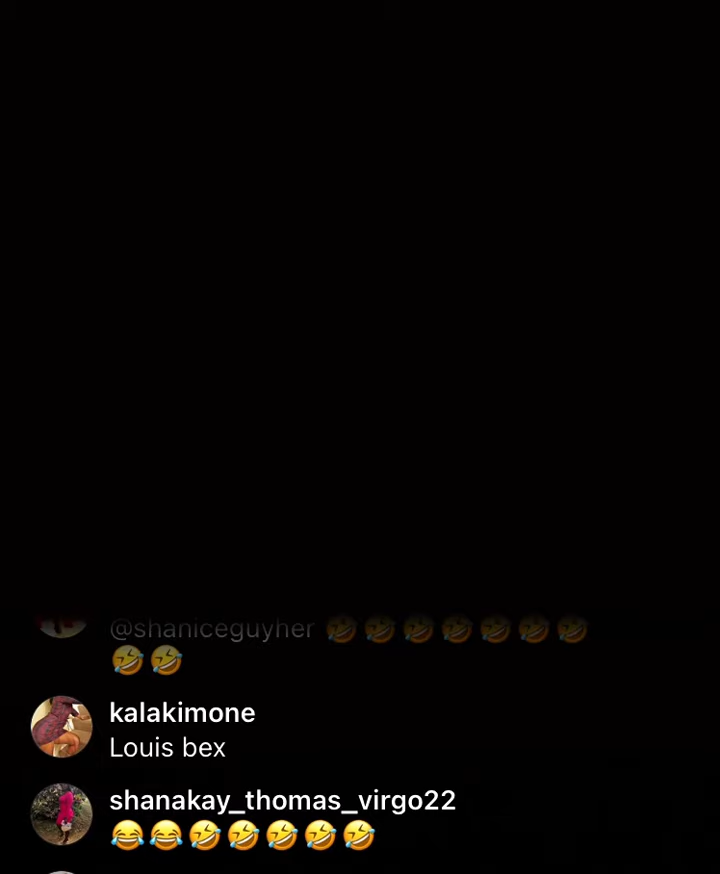 @shaniceguyher 🤣🤣🤣🤣🤣🤣🤣
🤣🤣
kalakimone
Louis bex
shanakay_thomas_virgo22
😂😂🤣🤣🤣🤣🤣